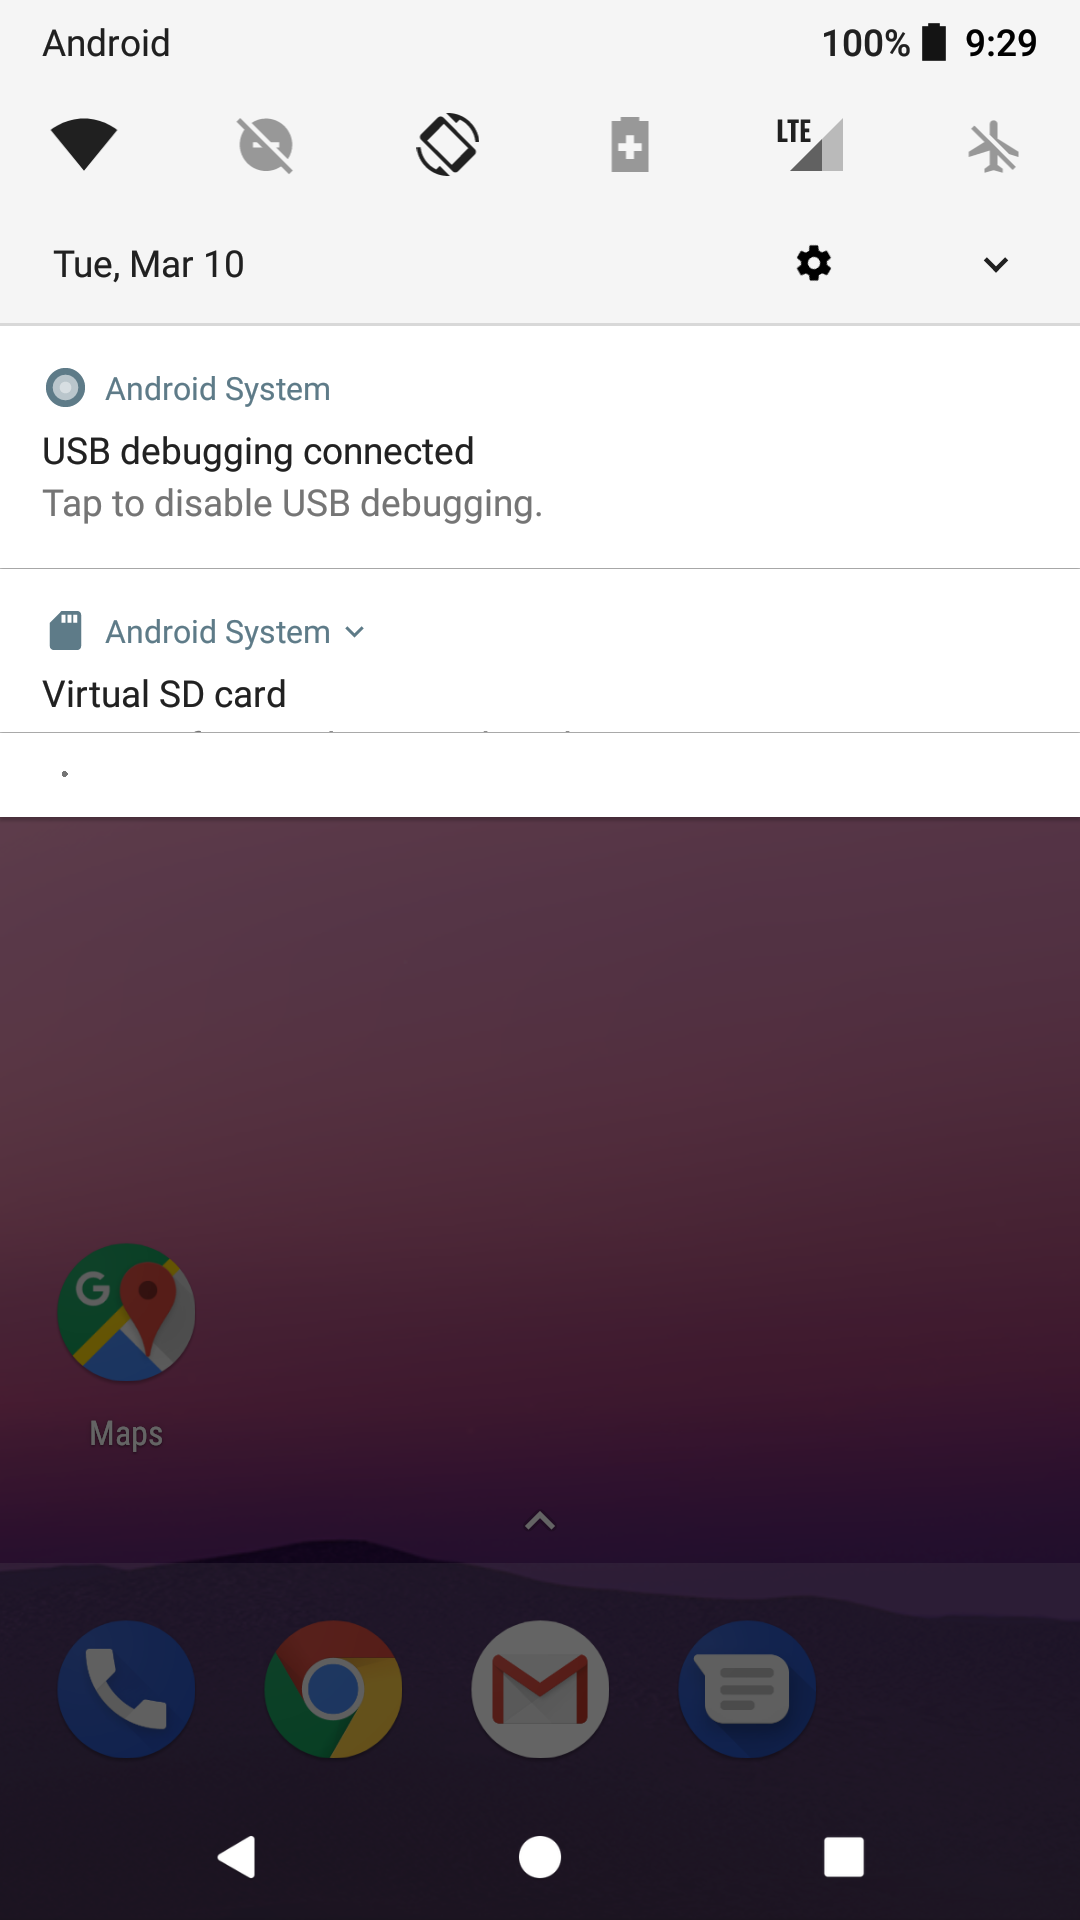 Android 100% 9:29
LTE
Tue, Mar 10
Android System
USB debugging connected
Tap to disable USB debugging.
Android System
Virtual SD card
G
Maps